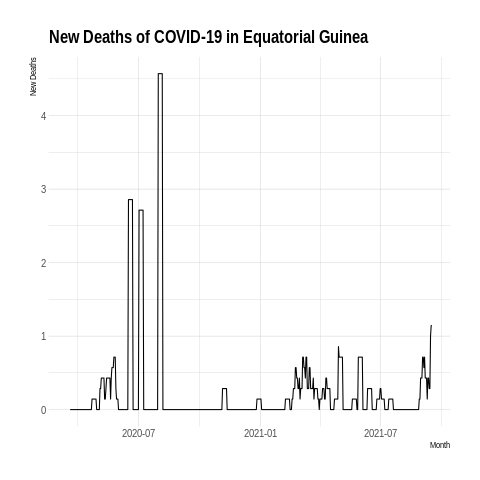 New Deaths of COVID-19 in Equatorial Guinea
New Deaths
4
3
2
1
0
2020-07
2021-01
2021-07
Month